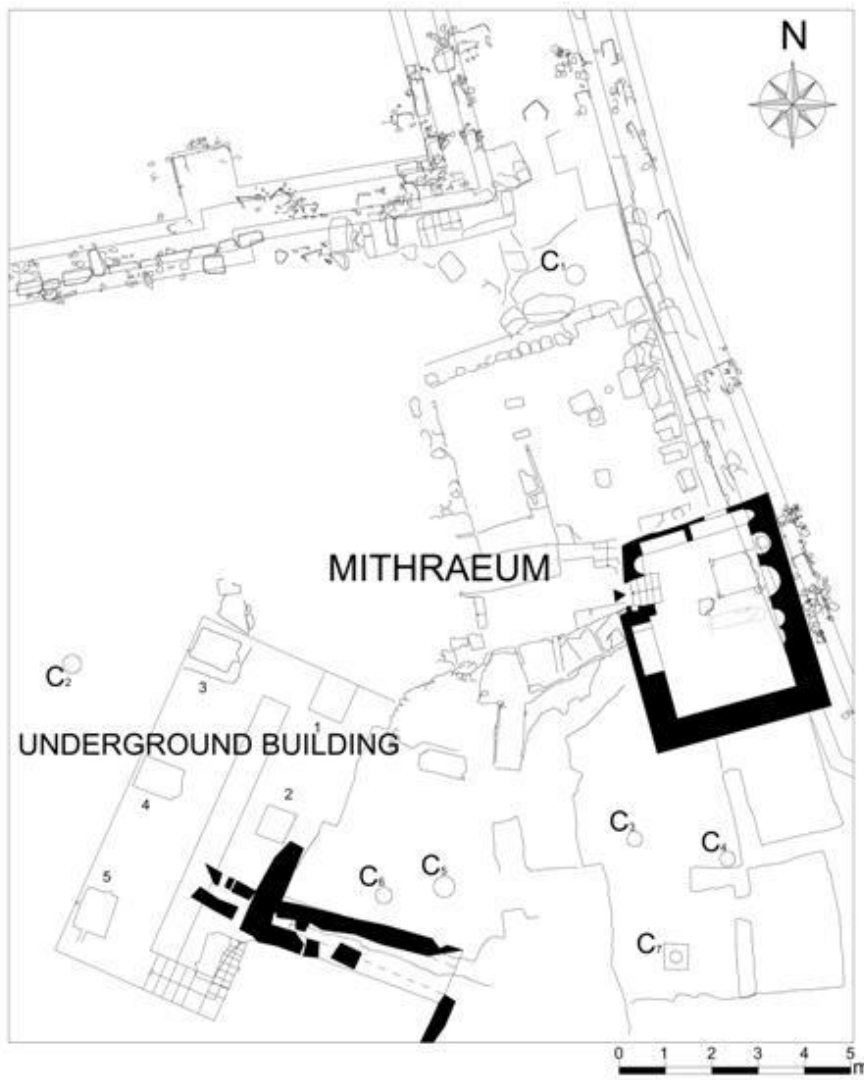 N
C₁
MITHRAEUM
C₂
3
1
UNDERGROUND BUILDING
4
2
C₃
C₄
5
C₆
C₅
C₇
0 1 2 3 4 5
m